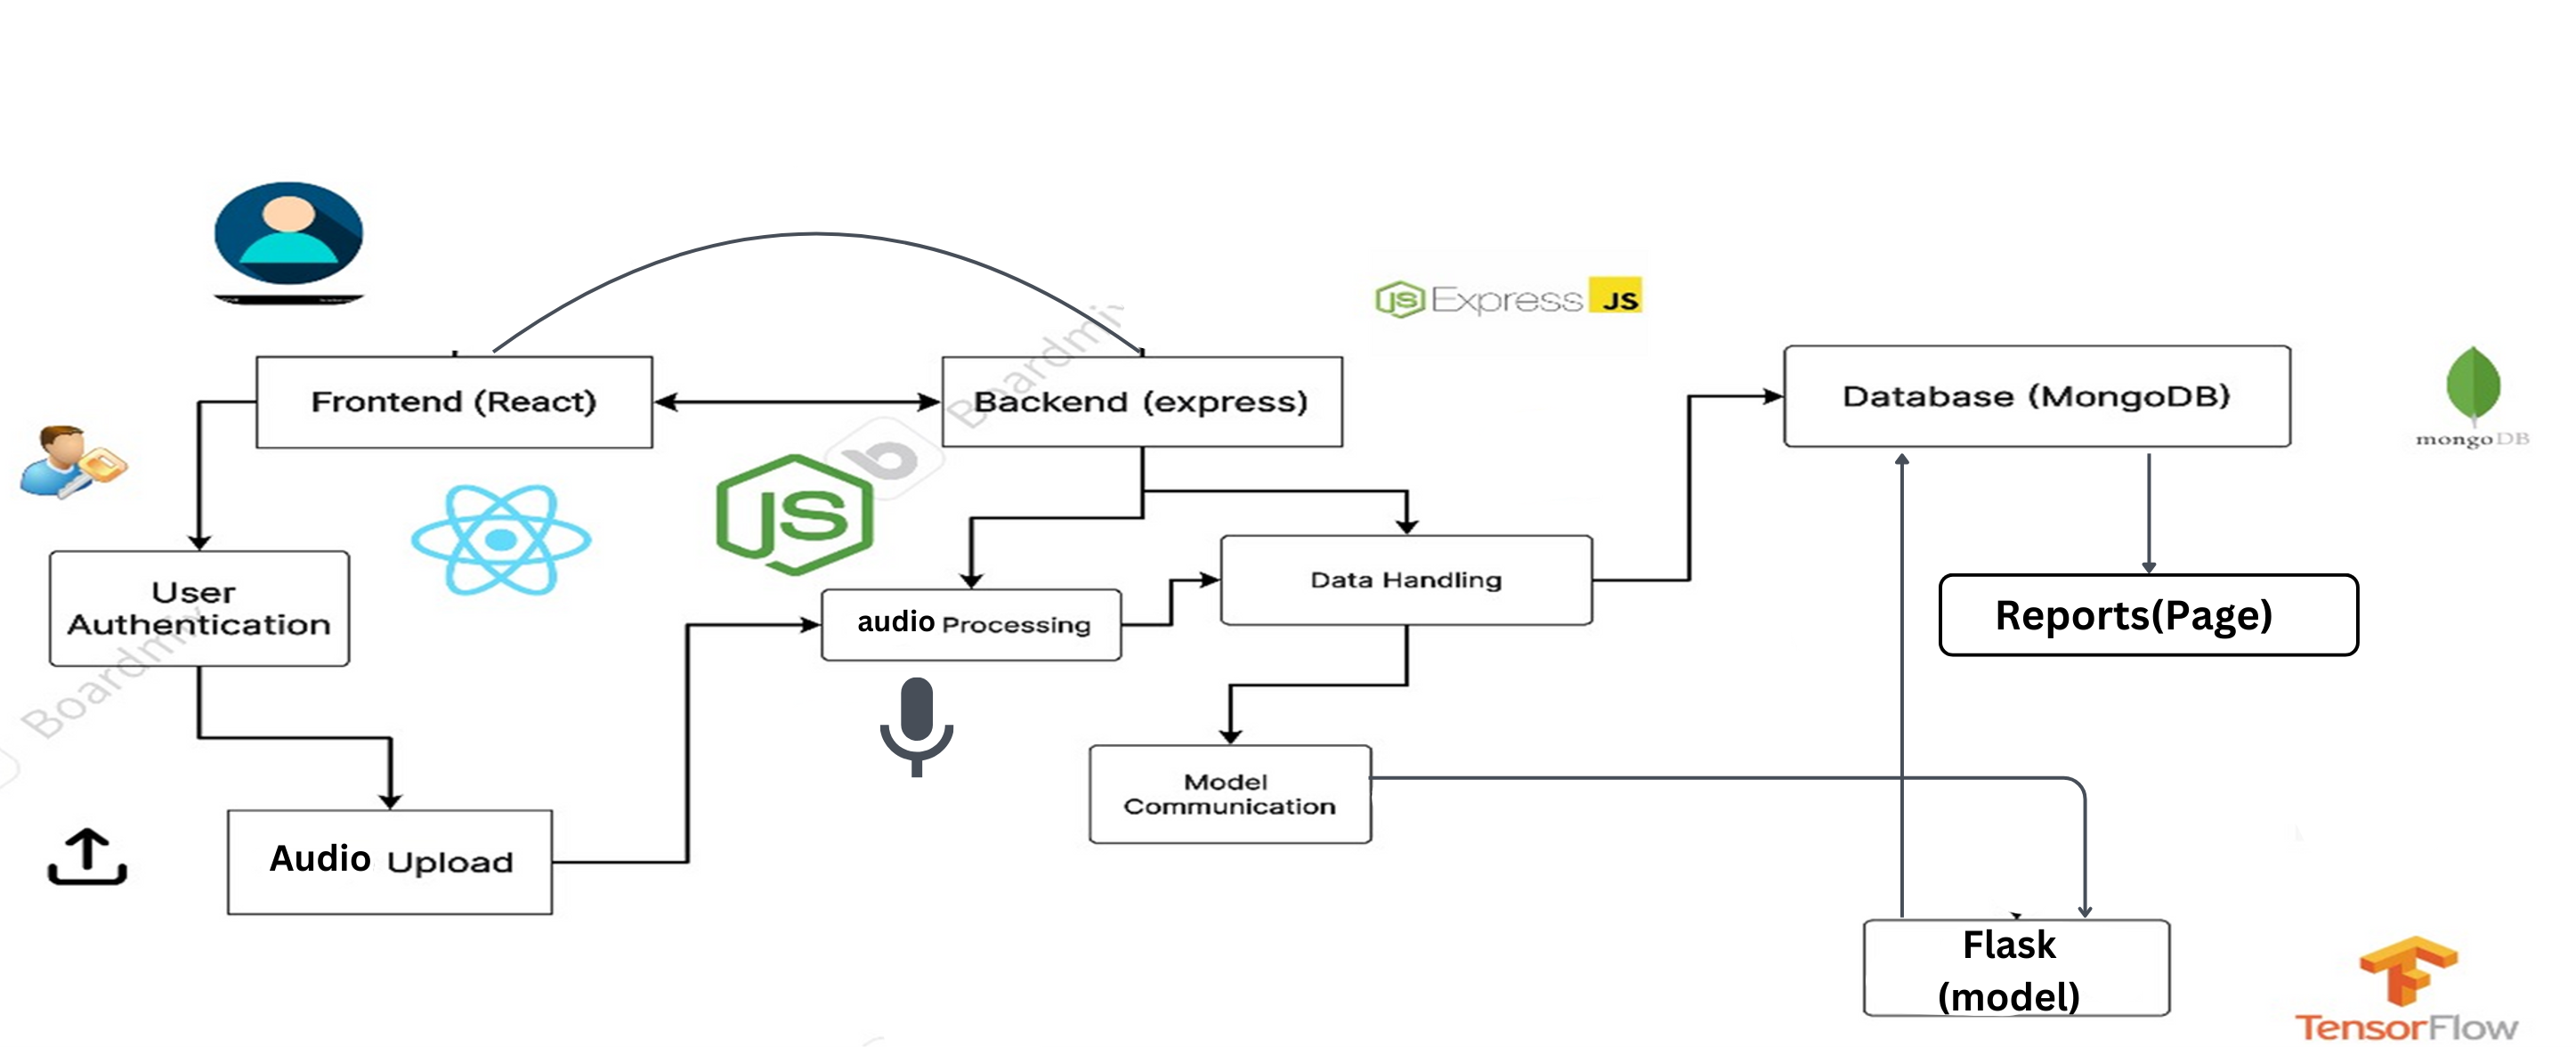 JS Express JS
Frontend (React)
Backend (express)
Database (MongoDB)
mongoDB
Boardmix
JS
User
Authentication
Data Handling
Reports(Page)
audio Processing
Boardmix
Model
Communication
Audio Upload
Flask
(model)
TensorFlow